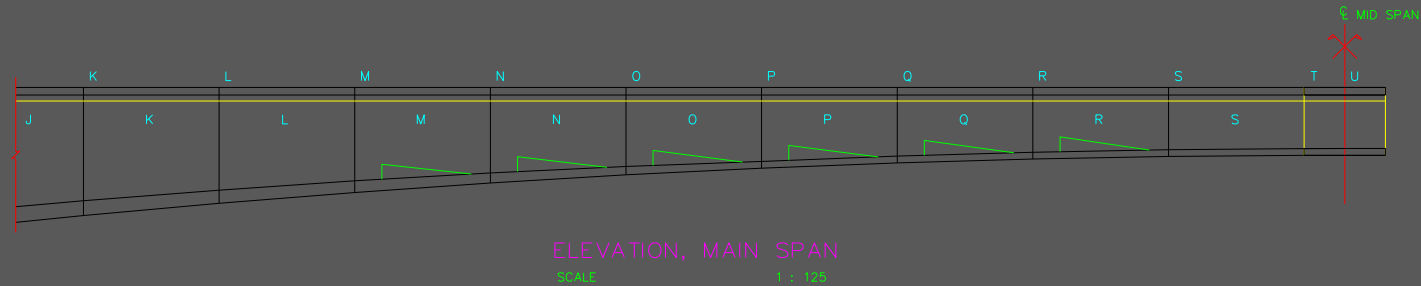 ℄ MID SPAN
K L M N O P Q R S T U
J K L M N O P Q R S
ELEVATION, MAIN SPAN
SCALE 1 : 125